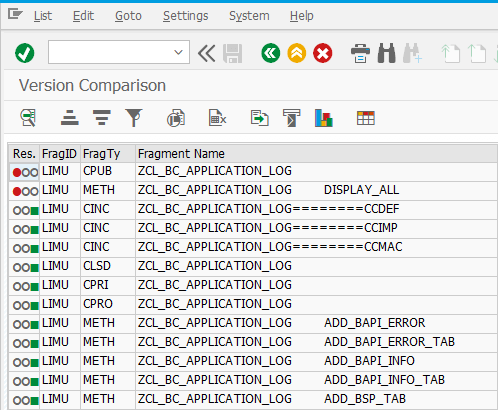 List Edit Goto Settings System Help
Version Comparison
Res. FragID FragTy Fragment Name
LIMU CPUB ZCL_BC_APPLICATION_LOG
LIMU METH ZCL_BC_APPLICATION_LOG DISPLAY_ALL
LIMU CINC ZCL_BC_APPLICATION_LOG========CCDEF
LIMU CINC ZCL_BC_APPLICATION_LOG========CCIMP
LIMU CINC ZCL_BC_APPLICATION_LOG========CCMAC
LIMU CLSD ZCL_BC_APPLICATION_LOG
LIMU CPRI ZCL_BC_APPLICATION_LOG
LIMU CPRO ZCL_BC_APPLICATION_LOG
LIMU METH ZCL_BC_APPLICATION_LOG ADD_BAPI_ERROR
LIMU METH ZCL_BC_APPLICATION_LOG ADD_BAPI_ERROR_TAB
LIMU METH ZCL_BC_APPLICATION_LOG ADD_BAPI_INFO
LIMU METH ZCL_BC_APPLICATION_LOG ADD_BAPI_INFO_TAB
LIMU METH ZCL_BC_APPLICATION_LOG ADD_BSP_TAB